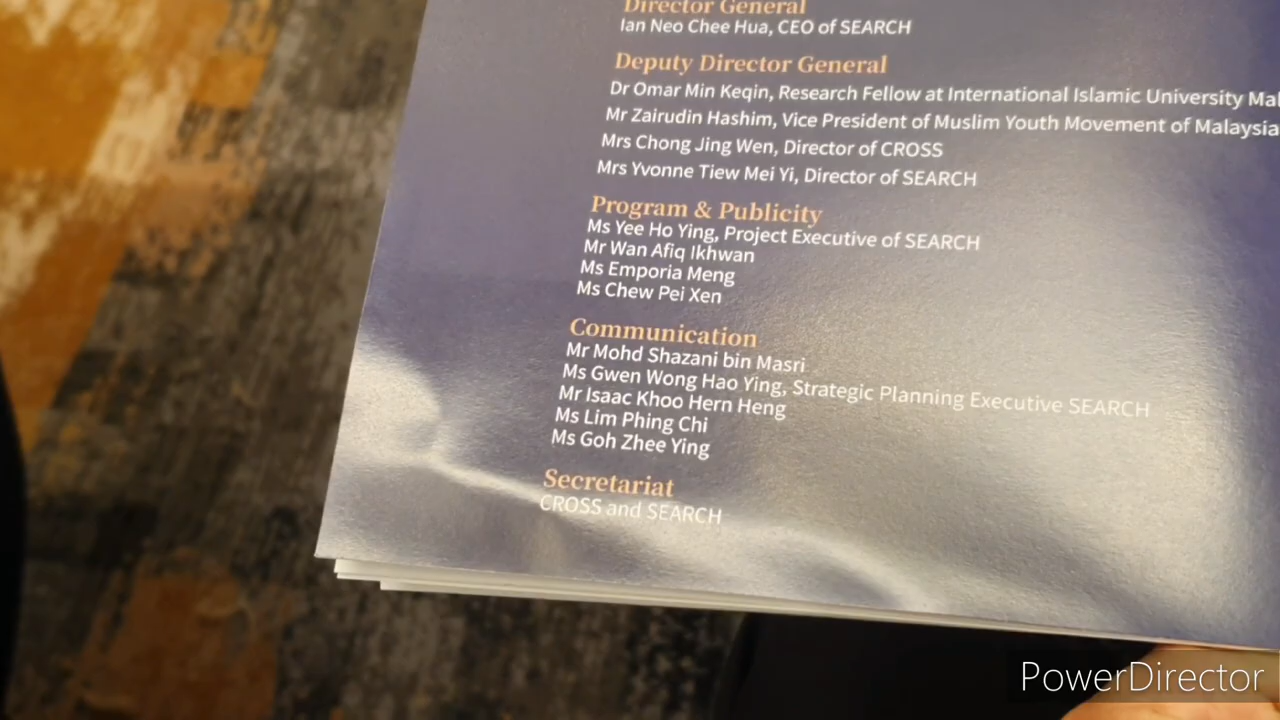 Director General
Ian Neo Chee Hua, CEO of SEARCH
Deputy Director General
Dr Omar Min Keqin, Research Fellow at International Islamic University
Mr Zairudin Hashim, Vice President of Muslim Youth Movement of Malaysia
Mrs Chong Jing Wen, Director of CROSS
Mrs Yvonne Tiew Mei Yi, Director of SEARCH
Program & Publicity
Ms Yee Ho Ying, Project Executive of SEARCH
Mr Wan Afiq Ikhwan
Ms Emporia Meng
Ms Chew Pei Xen
Communication
Mr Mohd Shazani bin Masri
Ms Gwen Wong Hao Ying, Strategic Planning Executive SEARCH
Mr Isaac Khoo Hern Heng
Ms Lim Phing Chi
Ms Goh Zhee Ying
Secretariat
CROSS and SEARCH
PowerDirector